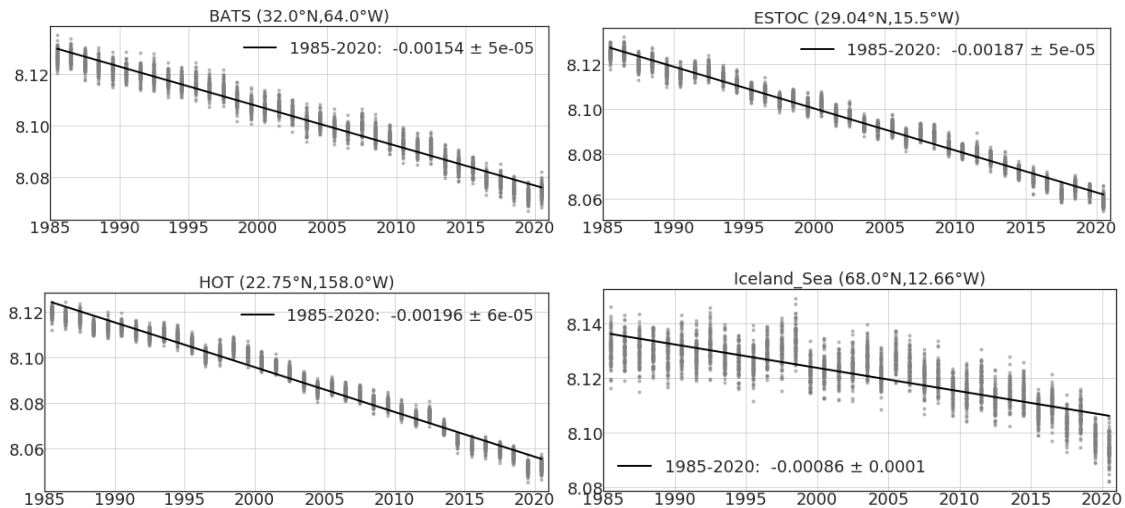 BATS (32.0°N,64.0°W)
1985-2020: -0.00154 ± 5e-05
8.12
8.10
8.08
1985 1990 1995 2000 2005 2010 2015 2020
ESTOC (29.04°N,15.5°W)
1985-2020: -0.00187 ± 5e-05
8.12
8.10
8.08
8.06
1985 1990 1995 2000 2005 2010 2015 2020
HOT (22.75°N,158.0°W)
1985-2020: -0.00196 ± 6e-05
8.12
8.10
8.08
8.06
8.04
1985 1990 1995 2000 2005 2010 2015 2020
Iceland_Sea (68.0°N,12.66°W)
8.14
8.12
8.10
1985-2020: -0.00086 ± 0.0001
8.08
1985 1990 1995 2000 2005 2010 2015 2020